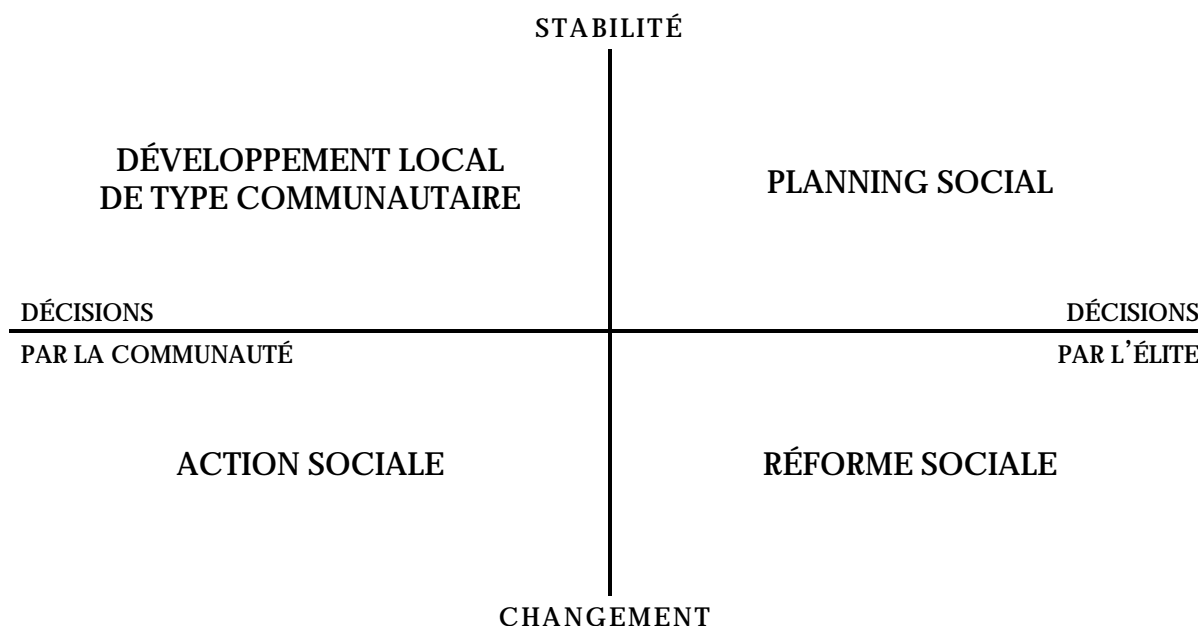 STABILITÉ
DÉVELOPPEMENT LOCAL
DE TYPE COMMUNAUTAIRE
PLANNING SOCIAL
DÉCISIONS
PAR LA COMMUNAUTÉ
DÉCISIONS
PAR L’ÉLITE
ACTION SOCIALE
RÉFORME SOCIALE
CHANGEMENT